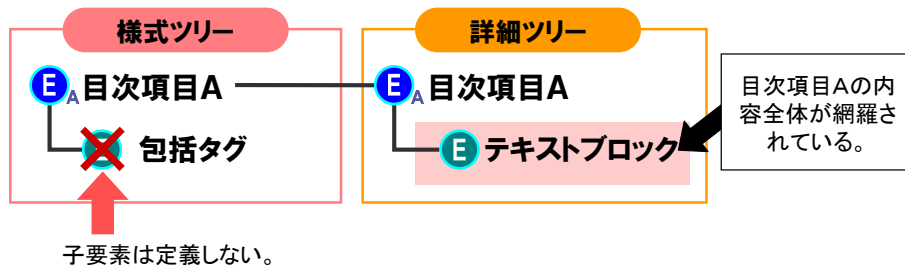 様式ツリー
詳細ツリー
E A 目次項目A
E A 目次項目A
包括タグ
E テキストブロック
目次項目Aの内
容全体が網羅さ
れている。
子要素は定義しない。